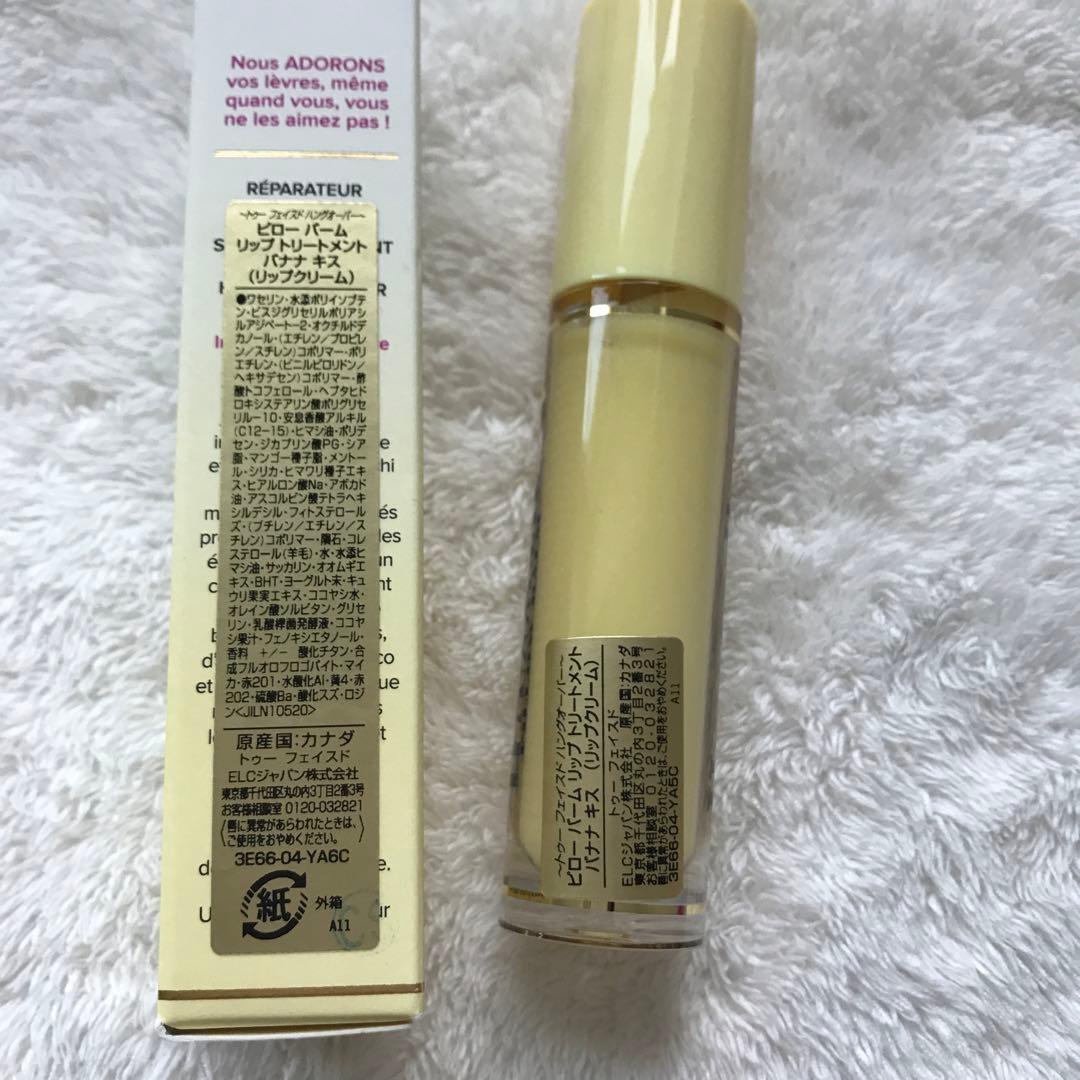 Nous ADORONS
vos lèvres, même
quand vous, vous
ne les aimez pas !
RÉPARATEUR
~トゥー フェイスド ハングオーバー~
ピロー バーム
リップ トリートメント
バナナ キス
(リップクリーム)
●ワセリン・水添ポリイソブテ
ン・ビスジグリセリルポリアシ
ルアジペート-2・オクチルドデ
カノール・(エチレン/プロピレ
ン/スチレン)コポリマー・ポリ
エチレン・(ビニルピロリドン/
ヘキサデセン)コポリマー・酢
酸トコフェロール・ヘプタヒド
ロキシステアリン酸ポリグリセ
リル-10・安息香酸アルキル
(C12-15)・ヒマシ油・ポリデ
セン・ジカプリン酸PG・シア
脂・マンゴー種子脂・メントー
ル・シリカ・ヒマワリ種子エキ
ス・ヒアルロン酸Na・アボカド
油・アスコルビン酸テトラヘキ
シルデシル・フィトステロール
ズ・(ブチレン/エチレン/ス
チレン)コポリマー・隕石・コレ
ステロール(羊毛)・水・水添ヒ
マシ油・サッカリン・オオムギエ
キス・BHT・ヨーグルト末・キュ
ウリ果実エキス・ココヤシ水・
オレイン酸ソルビタン・グリセ
リン・乳酸桿菌発酵液・ココヤ
シ果汁・フェノキシエタノール・
香料 +/- 酸化チタン・合
成フルオロフロゴパイト・マイ
カ・赤201・水酸化Al・黄4・赤
202・硫酸Ba・酸化スズ・ロジ
ン<JILN10520>
原産国:カナダ
トゥー フェイスド
ELCジャパン株式会社
東京都千代田区丸の内3丁目2番3号
お客様相談室 0120-032821
唇に異常があらわれたときは、
ご使用をおやめください。
3E66-04-YA6C
紙
外箱
A11
~トゥー フェイスド ハングオーバー~
ピロー バーム リップ トリートメント
バナナ キス (リップクリーム)
トゥー フェイスド
ELCジャパン株式会社 原産国:カナダ
東京都千代田区丸の内3丁目2番3号
お客様相談室 0120-032821
唇に異常があらわれたときは、ご使用をおやめください。
3E66-04-YA5C
A11